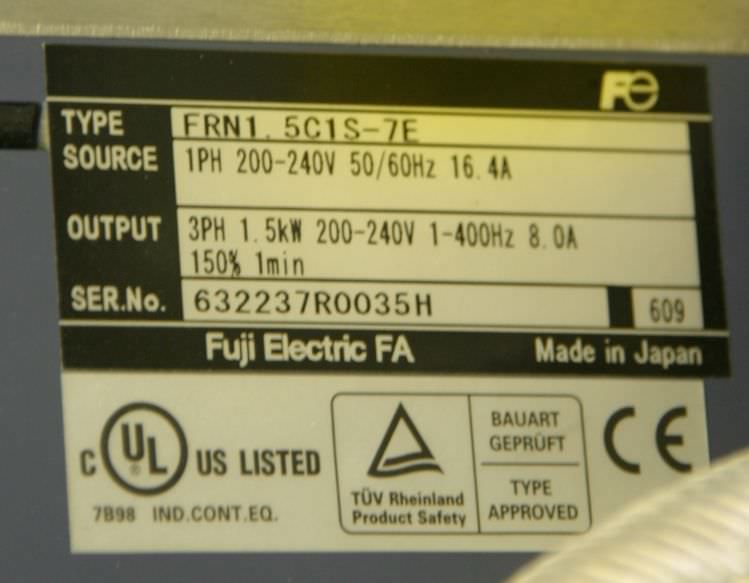 Fe
TYPE FRN1.5C1S-7E
SOURCE 1PH 200-240V 50/60Hz 16.4A
OUTPUT 3PH 1.5kW 200-240V 1-400Hz 8.0A
150% 1min
SER.No. 632237R0035H 609
Fuji Electric FA Made in Japan
C UL ® US LISTED
7B98 IND.CONT.EQ.
TÜV Rheinland
Product Safety
BAUART
GEPRÜFT
TYPE
APPROVED
CE